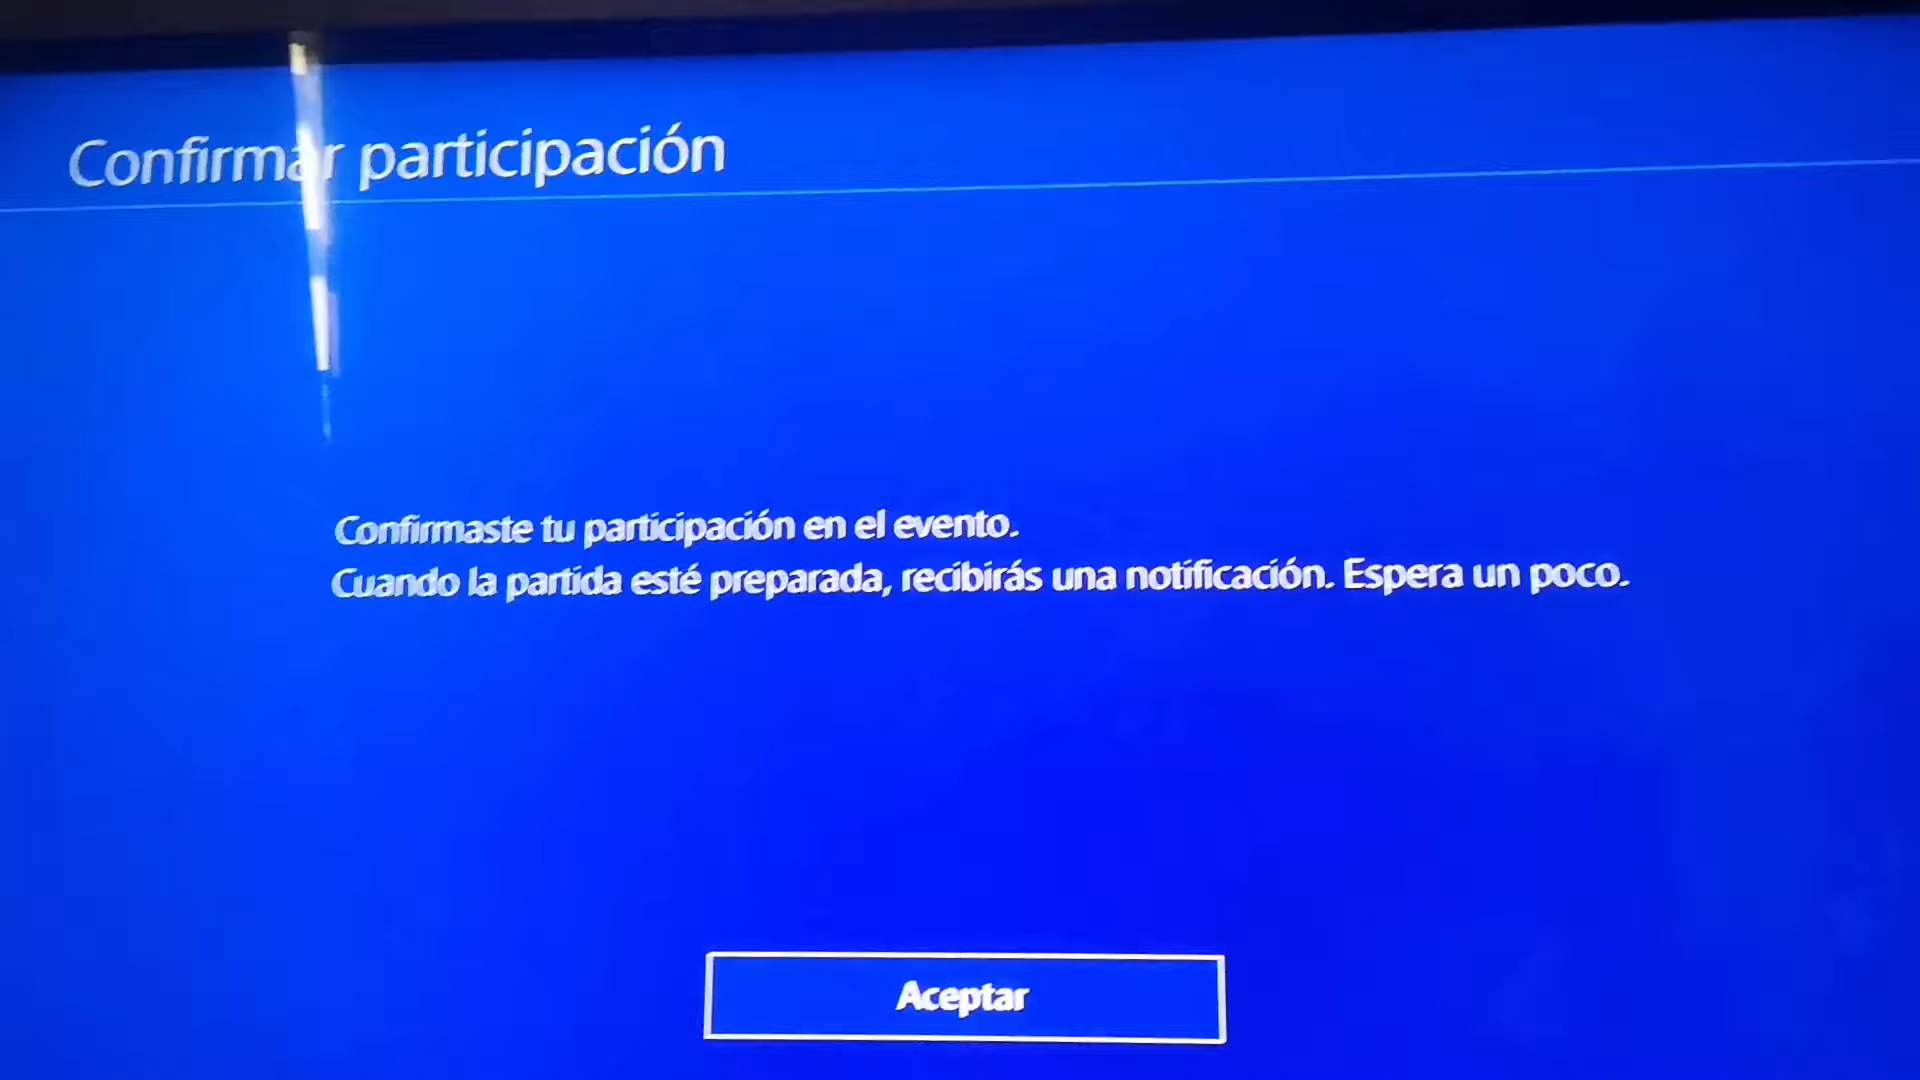 Confirmar participación
Confirmaste tu participación en el evento.
Cuando la partida esté preparada, recibirás una notificación. Espera un poco.
Aceptar